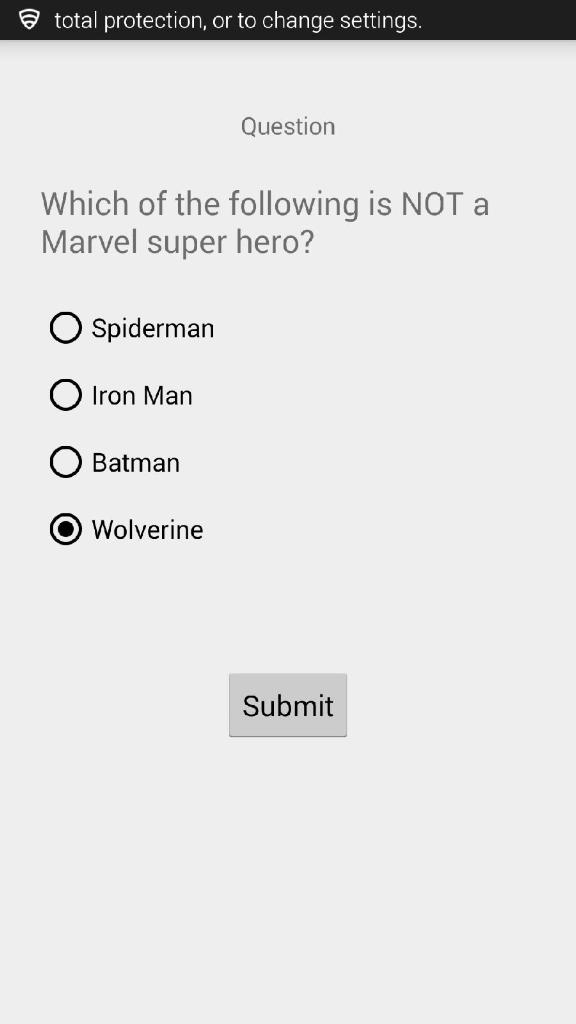 total protection, or to change settings.
Question
Which of the following is NOT a
Marvel super hero?
Spiderman
Iron Man
Batman
Wolverine
Submit